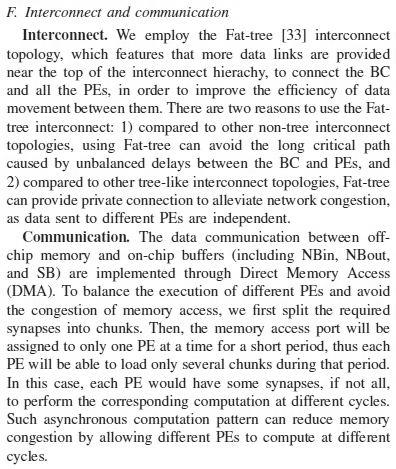 F. Interconnect and communication
Interconnect. We employ the Fat-tree [33] interconnect
topology, which features that more data links are provided
near the top of the interconnect hierachy, to connect the BC
and all the PEs, in order to improve the efficiency of data
movement between them. There are two reasons to use the Fat-
tree interconnect: 1) compared to other non-tree interconnect
topologies, using Fat-tree can avoid the long critical path
caused by unbalanced delays between the BC and PEs, and
2) compared to other tree-like interconnect topologies, Fat-tree
can provide private connection to alleviate network congestion,
as data sent to different PEs are independent.
Communication. The data communication between off-
chip memory and on-chip buffers (including NBin, NBout,
and SB) are implemented through Direct Memory Access
(DMA). To balance the execution of different PEs and avoid
the congestion of memory access, we first split the required
synapses into chunks. Then, the memory access port will be
assigned to only one PE at a time for a short period, thus each
PE will be able to load only several chunks during that period.
In this case, each PE would have some synapses, if not all,
to perform the corresponding computation at different cycles.
Such asynchronous computation pattern can reduce memory
congestion by allowing different PEs to compute at different
cycles.